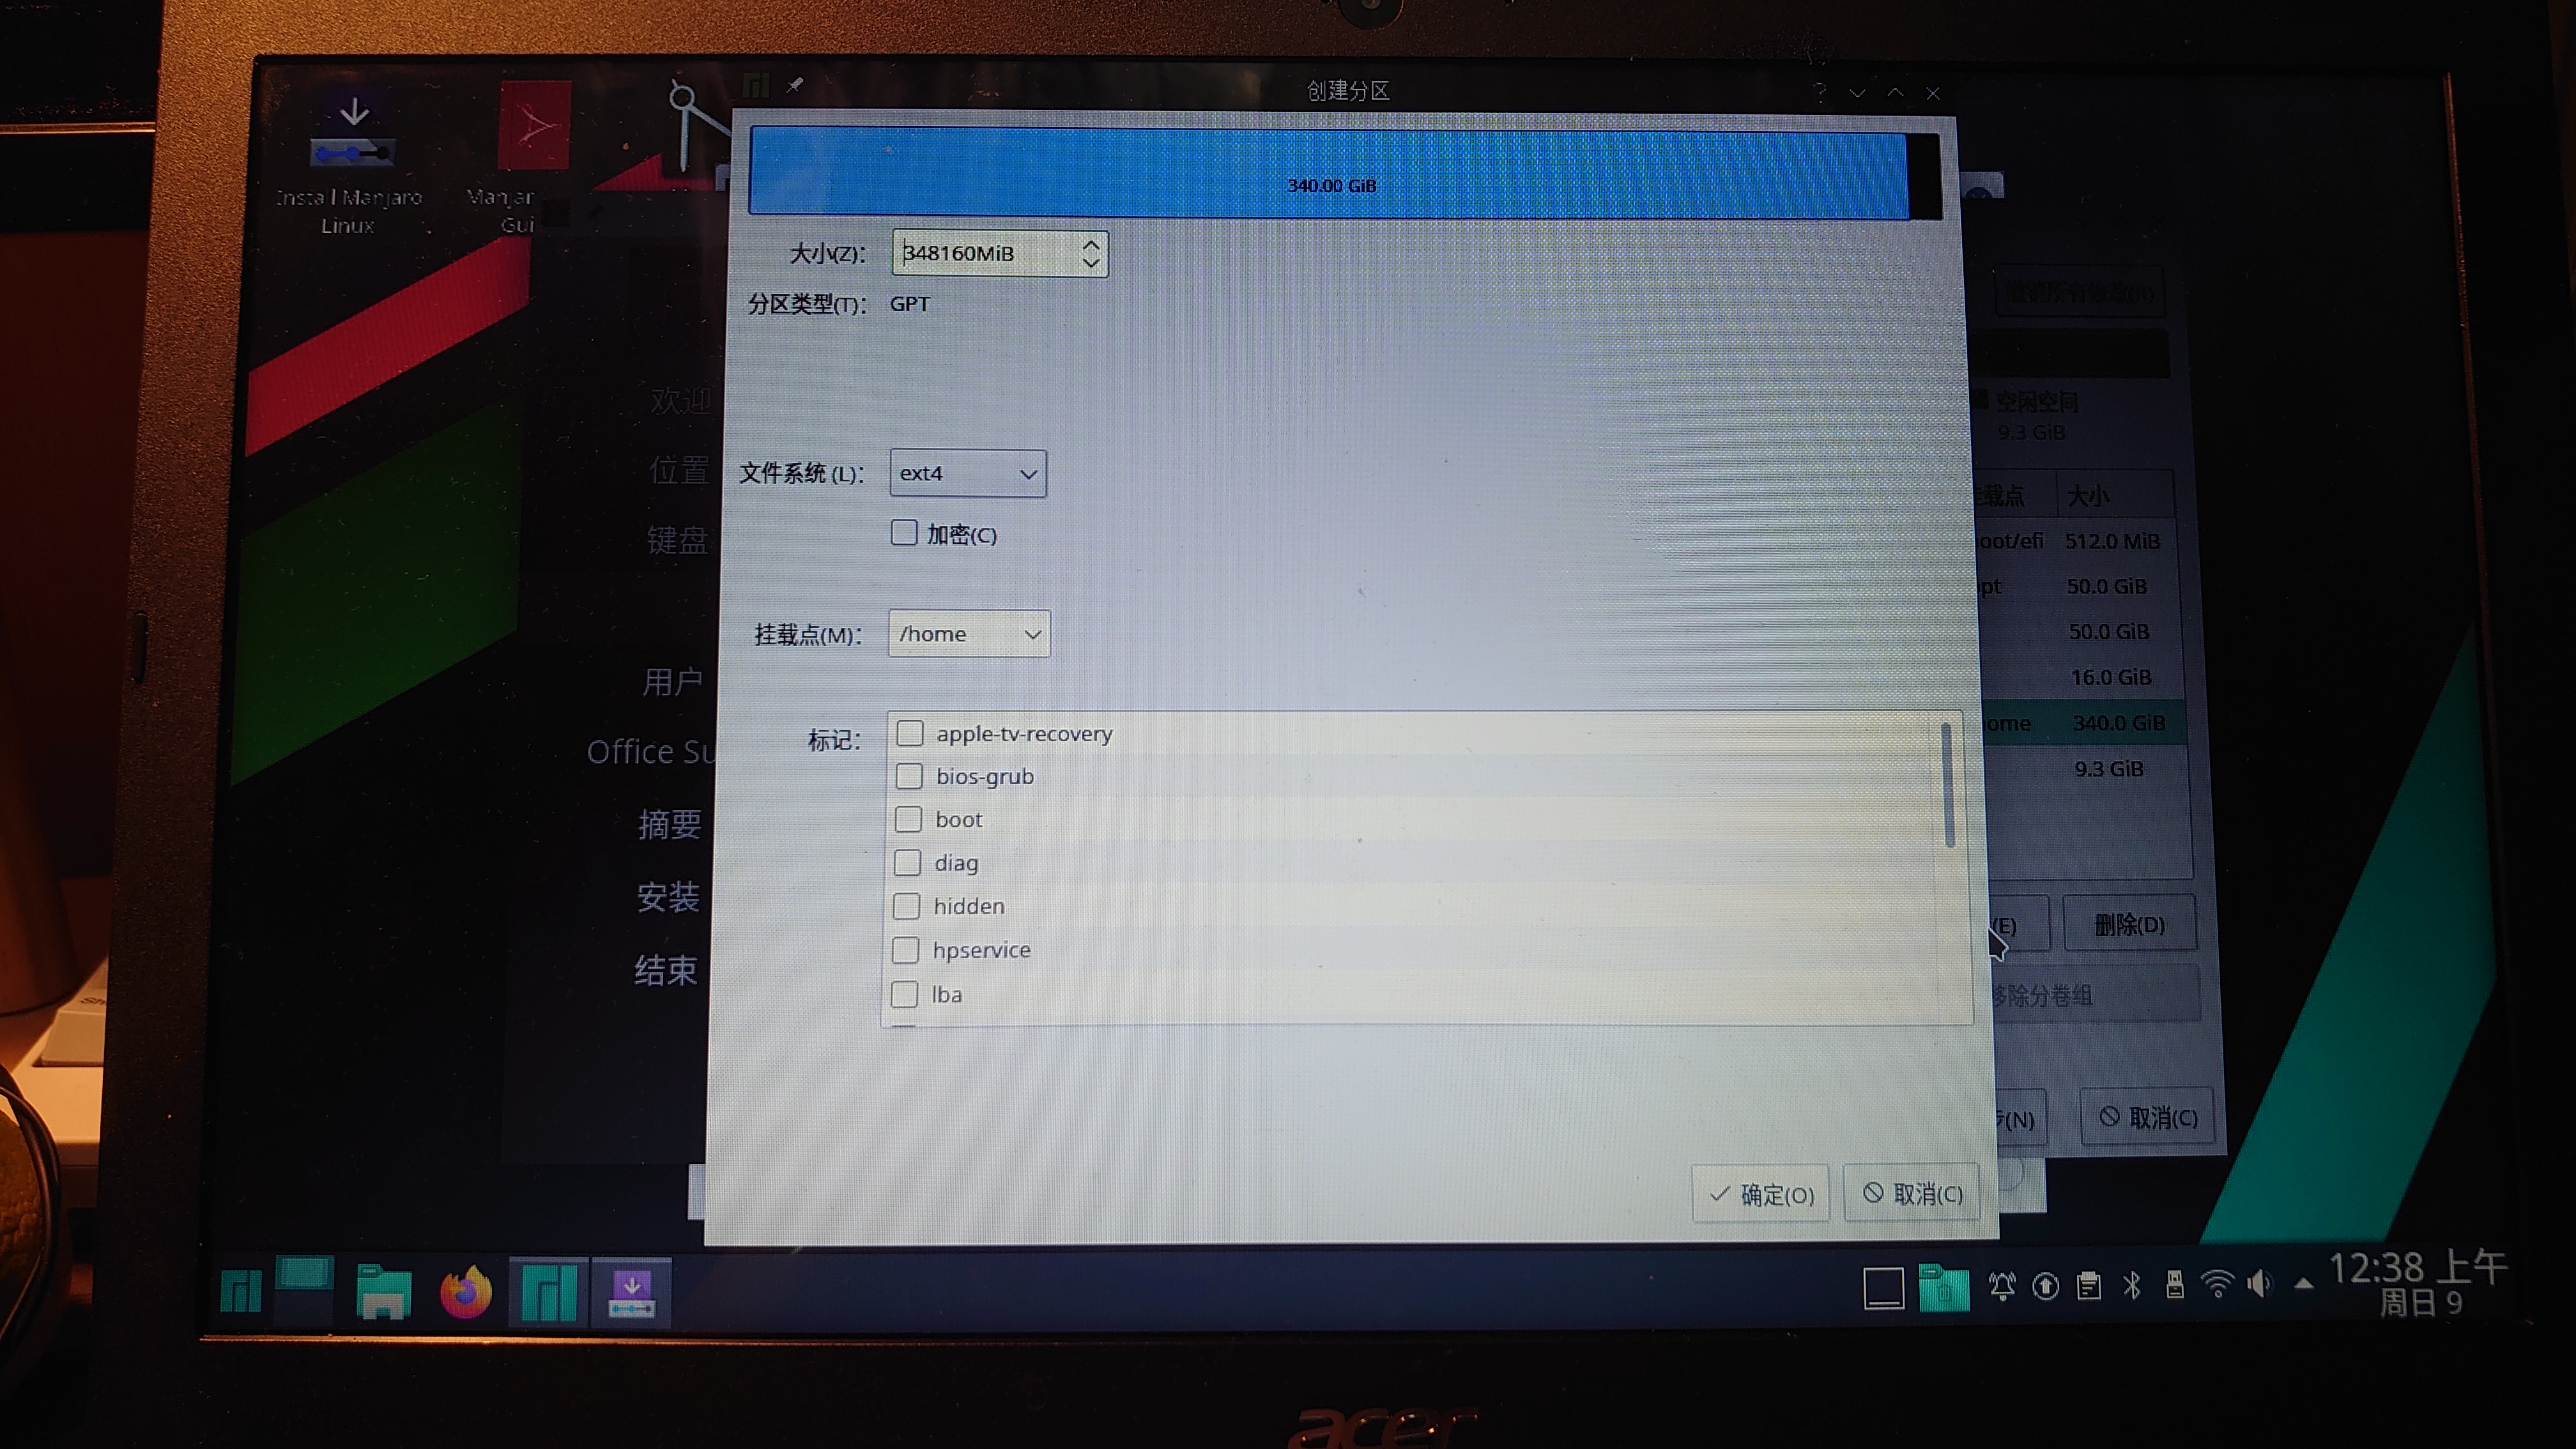 创建分区
Install Manjaro
Linux
Manjar
Gui
340.00 GiB
大小(Z)：
348160MiB
分区类型(T)：
GPT
空闲空间
9.3 GiB
欢迎
位置
文件系统 (L)：
ext4
载点
大小
键盘
加密(C)
oot/efi
512.0 MiB
pt
50.0 GiB
挂载点(M)：
/home
50.0 GiB
用户
16.0 GiB
标记：
apple-tv-recovery
ome
340.0 GiB
Office Su
bios-grub
9.3 GiB
摘要
boot
diag
安装
hidden
(E)
删除(D)
结束
hpservice
lba
移除分卷组
(N)
取消(C)
确定(O)
取消(C)
12:38 上午
周日 9
acer